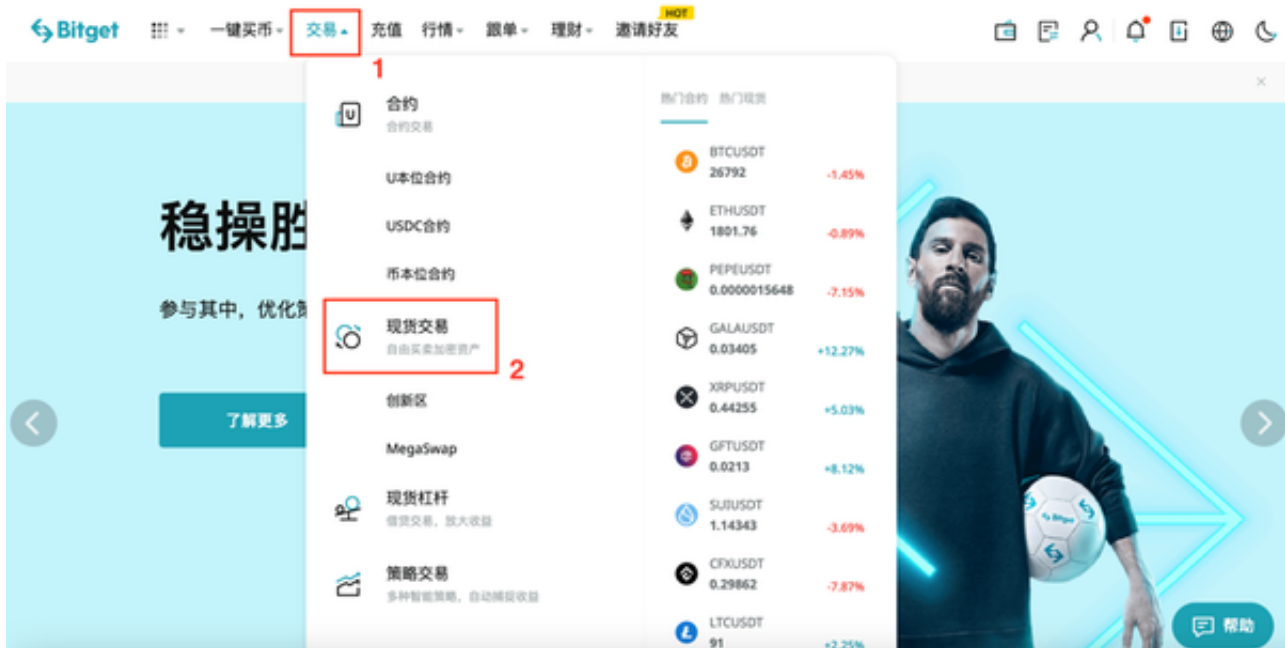 Bitget
一键买币
交易
充值
行情
跟单
理财
邀请好友
HOT
1
合约
合约交易
U本位合约
USDC合约
币本位合约
现货交易
自由买卖加密资产
2
创新区
MegaSwap
现货杠杆
借贷交易，放大收益
策略交易
多种智能策略，自动捕捉收益
热门合约 热门现货
BTCUSDT
26792 -1.45%
ETHUSDT
1801.76 -0.89%
PEPEUSDT
0.0000015648 -7.15%
GALAUSDT
0.03405 +12.27%
XRPUSDT
0.44255 +5.03%
GFTUSDT
0.0213 +8.12%
SUIUSDT
1.14343 -3.69%
CFXUSDT
0.29862 -7.87%
LTCUSDT
91 +2.25%
稳操胜
参与其中，优化策
了解更多
Bitget
帮助